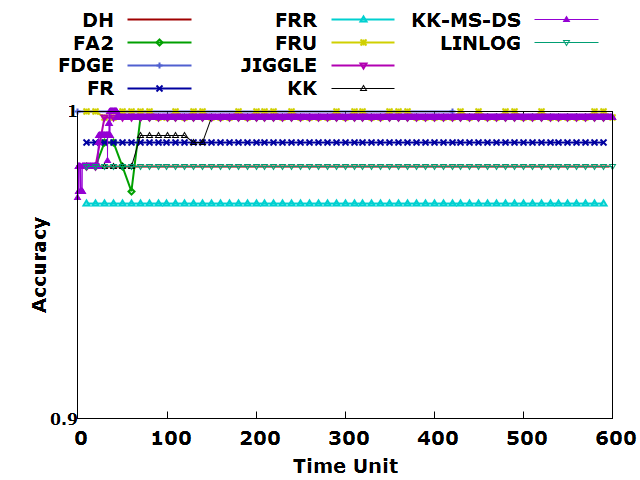 DH FRR KK-MS-DS
FA2 FRU LINLOG
FDGE JIGGLE
FR KK
1
Accuracy
0.9
0 100 200 300 400 500 600
Time Unit